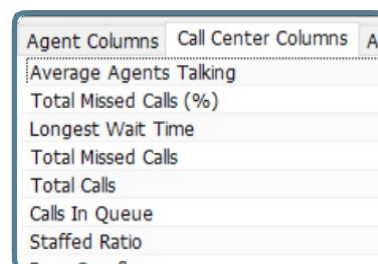 Agent Columns Call Center Columns A
Average Agents Talking
Total Missed Calls (%)
Longest Wait Time
Total Missed Calls
Total Calls
Calls In Queue
Staffed Ratio